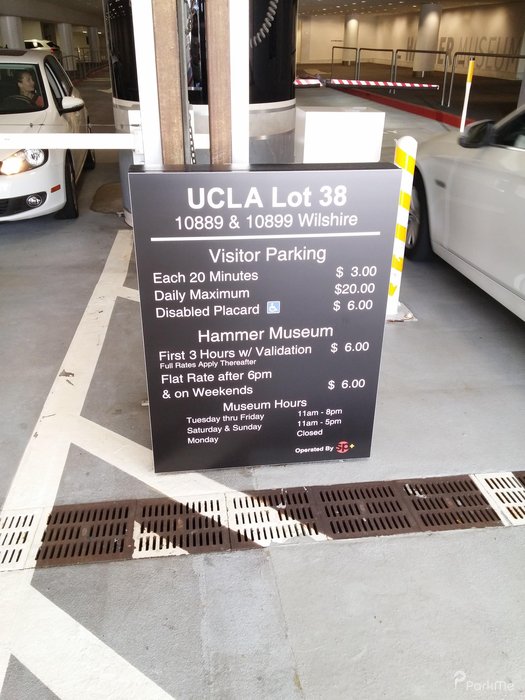 HAMMER MUSEUM
UCLA Lot 38
10889 & 10899 Wilshire
Visitor Parking
Each 20 Minutes $ 3.00
Daily Maximum $20.00
Disabled Placard $ 6.00
Hammer Museum
First 3 Hours w/ Validation $ 6.00
Full Rates Apply Thereafter
Flat Rate after 6pm
& on Weekends $ 6.00
Museum Hours
Tuesday thru Friday 11am - 8pm
Saturday & Sunday 11am - 5pm
Monday Closed
Operated By sp+
ParkMe